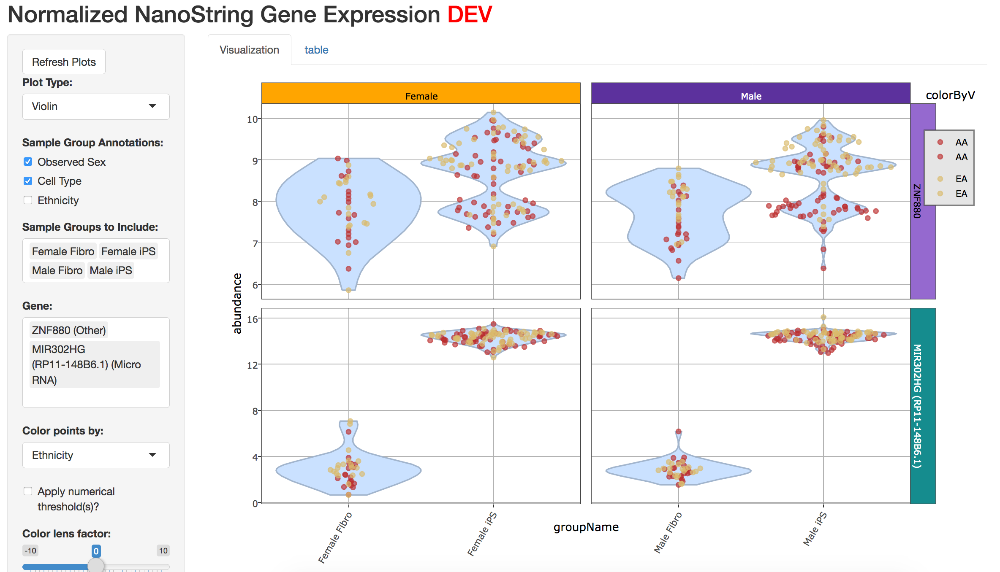 Normalized NanoString Gene Expression DEV
Refresh Plots
Plot Type:
Violin
Sample Group Annotations:
Observed Sex
Cell Type
Ethnicity
Sample Groups to Include:
Female Fibro Female iPS
Male Fibro Male iPS
Gene:
ZNF880 (Other)
MIR302HG
(RP11-148B6.1) (Micro
RNA)
Color points by:
Ethnicity
Apply numerical
threshold(s)?
Color lens factor:
-10 0 10
Visualization table
Female Male
colorByV
AA
AA
EA
EA
10
9
8
7
6
ZNF880
abundance
16
12
8
4
0
MIR302HG (RP11-148B6.1)
Female Fibro
Female iPS
Male Fibro
Male iPS
groupName